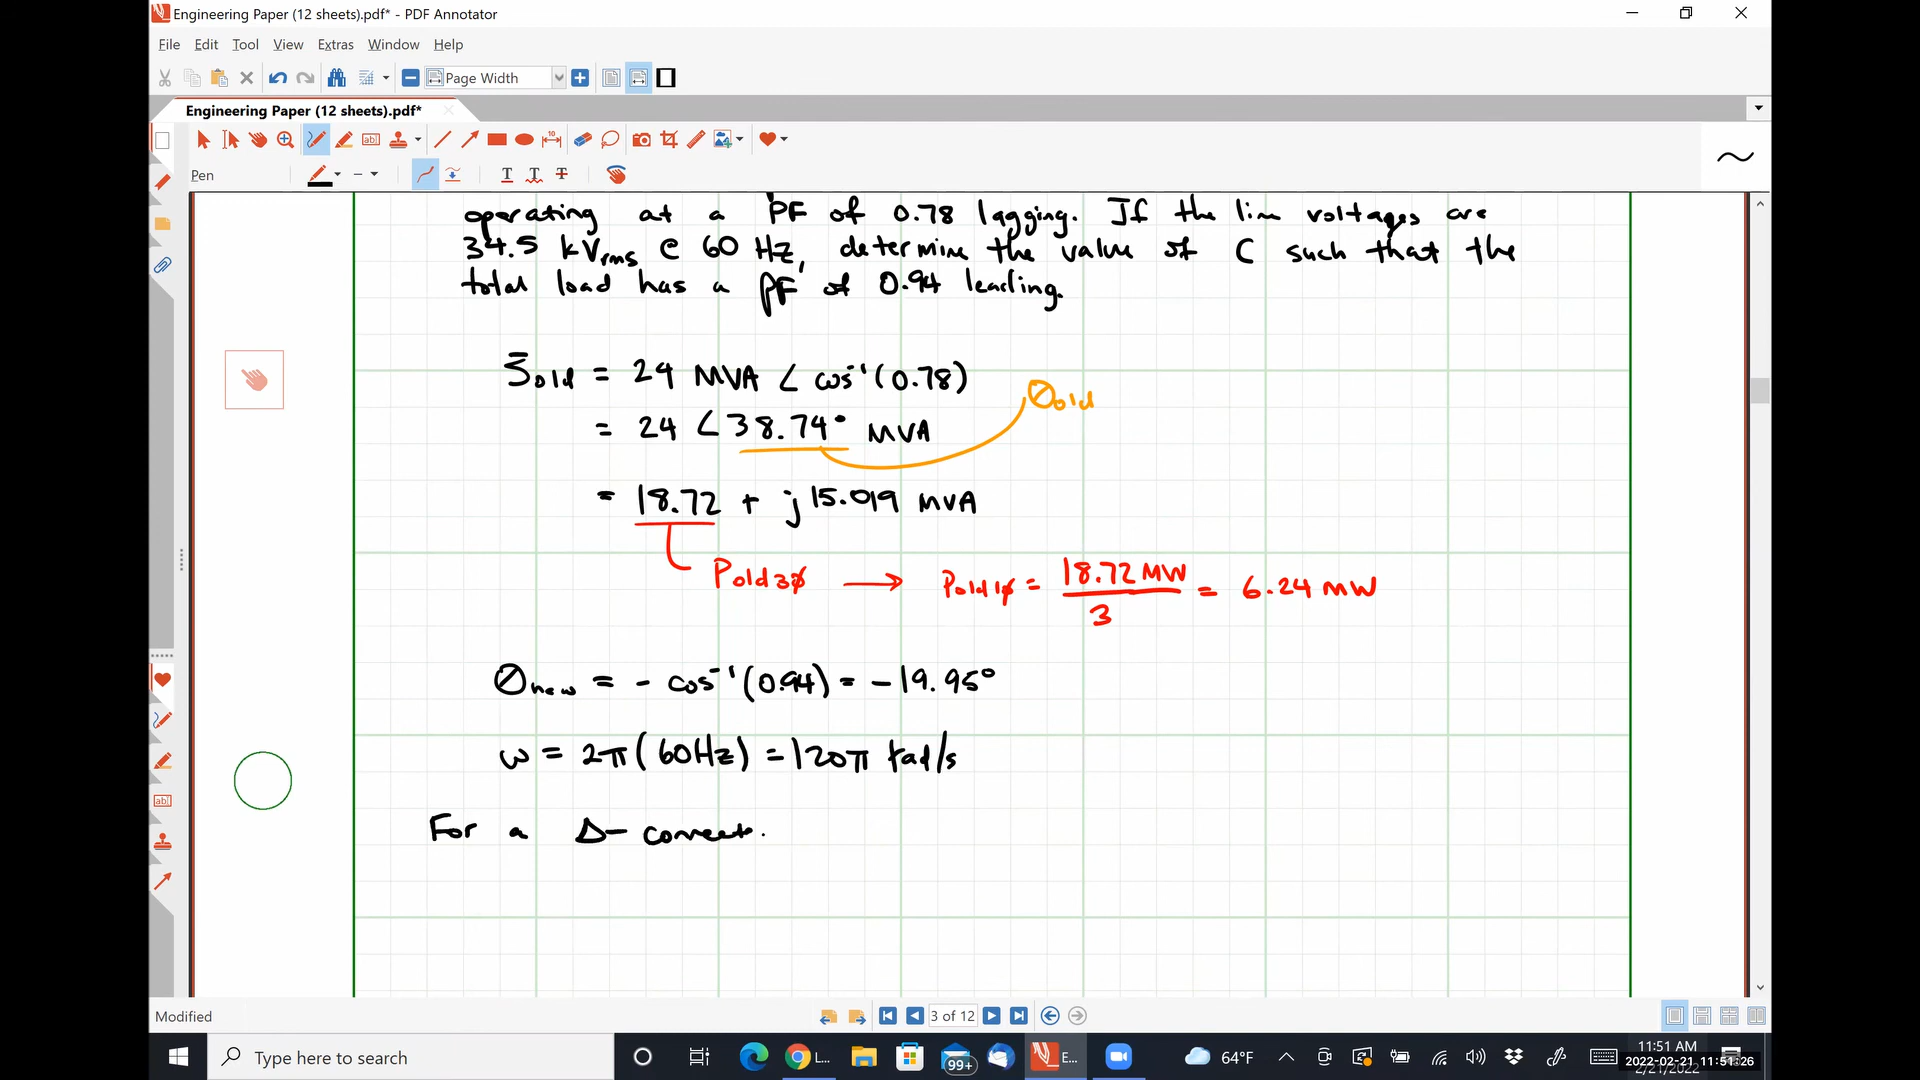 Engineering Paper (12 sheets).pdf* - PDF Annotator
File Edit Tool View Extras Window Help
Page Width
Engineering Paper (12 sheets).pdf*
Pen
operating at a PF of 0.78 lagging. If the line voltages are
34.5 kVrms @ 60 Hz, determine the value of C such that the
total load has a PF of 0.94 leading.
S̄old = 24 MVA ∠ cos⁻¹(0.78)
θold
= 24 ∠ 38.74° MVA
= 18.72 + j15.019 MVA
Pold3ϕ → Pold1ϕ = 18.72 MW / 3 = 6.24 MW
θnew = - cos⁻¹(0.94) = -19.95°
ω = 2π(60Hz) = 120π rad/s
For a Δ-connect
Modified
3 of 12
Type here to search
L...
99+
E...
64°F
11:51 AM
2022-02-21 11:51:26